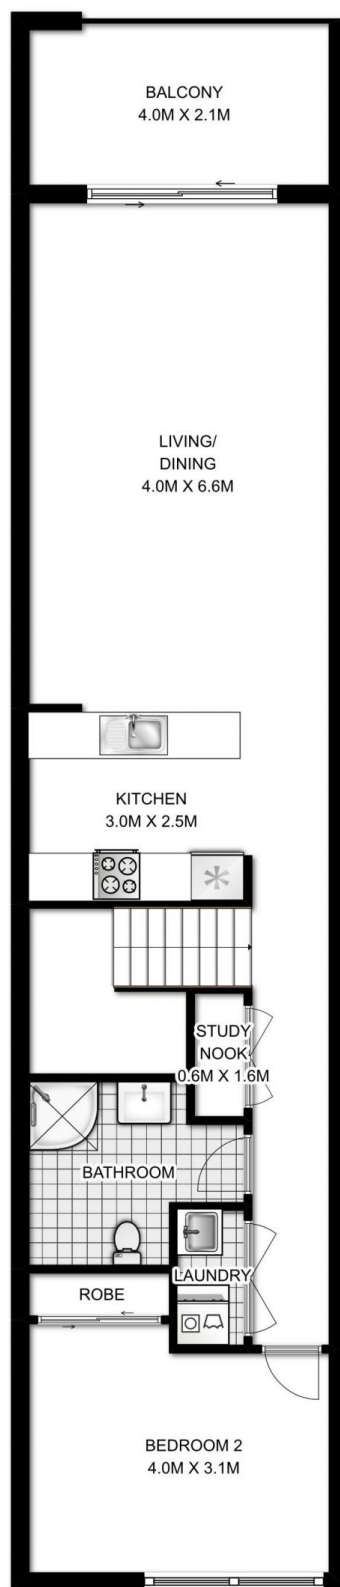 BALCONY
4.0M X 2.1M
LIVING/
DINING
4.0M X 6.6M
KITCHEN
3.0M X 2.5M
STUDY
NOOK
0.6M X 1.6M
BATHROOM
LAUNDRY
ROBE
BEDROOM 2
4.0M X 3.1M